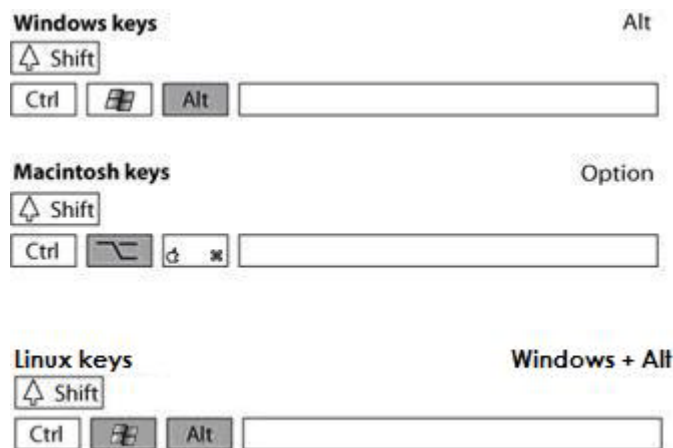 Windows keys Alt
Shift
Ctrl Alt
Macintosh keys Option
Shift
Ctrl ⌥ ⌘
Linux keys Windows + Alt
Shift
Ctrl Alt